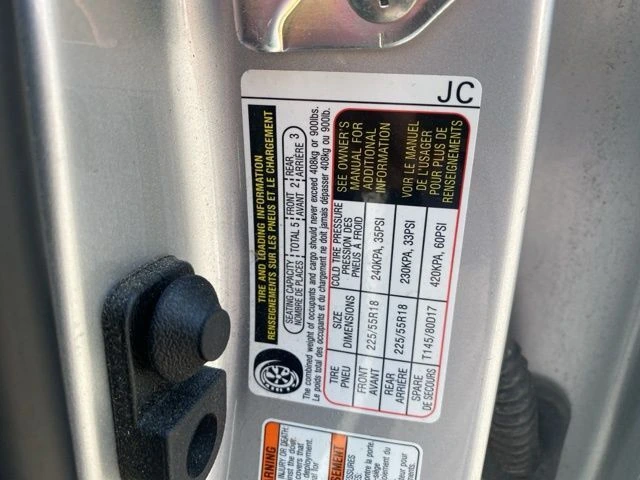 JC
TIRE AND LOADING INFORMATION
RENSEIGNEMENTS SUR LES PNEUS ET LE CHARGEMENT
SEATING CAPACITY TOTAL 5 FRONT 2 REAR 3
NOMBRE DE PLACES AVANT ARRIÈRE
The combined weight of occupants and cargo should never exceed 408kg or 900lbs.
Le poids total des occupants et du chargement ne doit jamais dépasser 408kg ou 900lb.
TIRE SIZE COLD TIRE PRESSURE
PNEU DIMENSIONS PRESSION DES
PNEUS À FROID
FRONT 225/55R18 240KPA, 35PSI
AVANT
REAR 225/55R18 230KPA, 33PSI
ARRIÈRE
SPARE T145/80D17 420KPA, 60PSI
DE SECOURS
SEE OWNER'S
MANUAL FOR
ADDITIONAL
INFORMATION
VOIR LE MANUEL
DE L'USAGER
POUR PLUS DE
RENSEIGNEMENTS
INJURY OR DEATH: